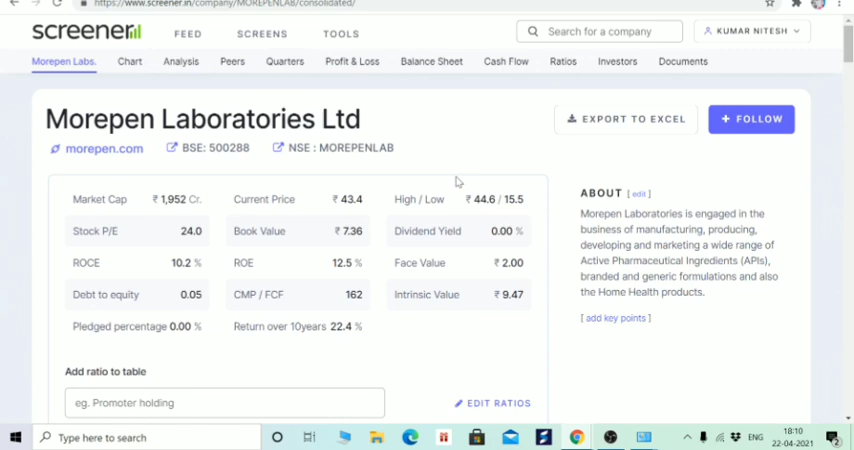 https://www.screener.in/company/MOREPENLAB/consolidated/
screener
FEED SCREENS TOOLS
Search for a company
KUMAR NITESH
Morepen Labs. Chart Analysis Peers Quarters Profit & Loss Balance Sheet Cash Flow Ratios Investors Documents
Morepen Laboratories Ltd
EXPORT TO EXCEL
+ FOLLOW
morepen.com BSE: 500288 NSE : MOREPENLAB
Market Cap ₹ 1,952 Cr. Current Price ₹ 43.4 High / Low ₹ 44.6 / 15.5
Stock P/E 24.0 Book Value ₹ 7.36 Dividend Yield 0.00 %
ROCE 10.2 % ROE 12.5 % Face Value ₹ 2.00
Debt to equity 0.05 CMP / FCF 162 Intrinsic Value ₹ 9.47
Pledged percentage 0.00 % Return over 10years 22.4 %
ABOUT [ edit ]
Morepen Laboratories is engaged in the
business of manufacturing, producing,
developing and marketing a wide range of
Active Pharmaceutical Ingredients (APIs),
branded and generic formulations and also
the Home Health products.
[ add key points ]
Add ratio to table
eg. Promoter holding
EDIT RATIOS
Type here to search
ENG
18:10
22-04-2021
2